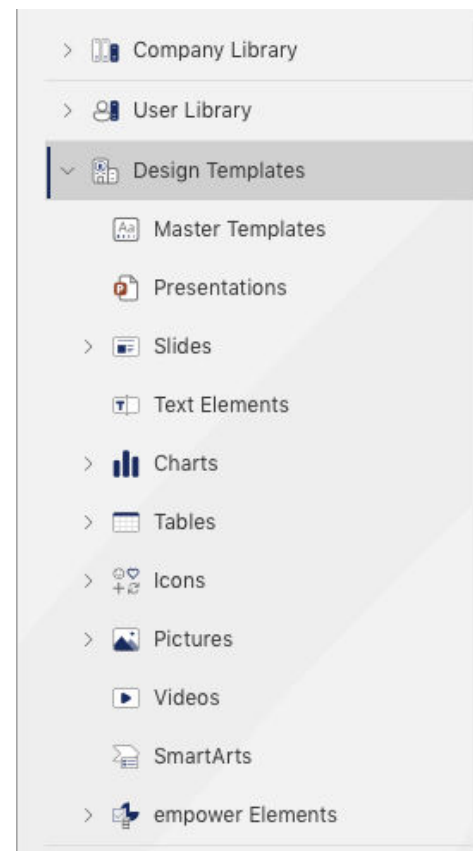 Company Library
User Library
Design Templates
Master Templates
Presentations
Slides
Text Elements
Charts
Tables
Icons
Pictures
Videos
SmartArts
empower Elements